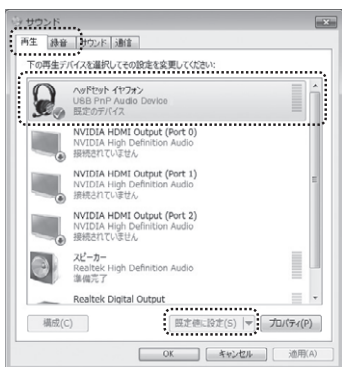 サウンド
再生 録音 サウンド 通信
下の再生デバイスを選択してその設定を変更してください:
ヘッドセット イヤフォン
USB PnP Audio Device
既定のデバイス
NVIDIA HDMI Output (Port 0)
NVIDIA High Definition Audio
接続されていません
NVIDIA HDMI Output (Port 1)
NVIDIA High Definition Audio
接続されていません
NVIDIA HDMI Output (Port 2)
NVIDIA High Definition Audio
接続されていません
スピーカー
Realtek High Definition Audio
準備完了
Realtek Digital Output
構成(C) 既定値に設定(S) プロパティ(P)
OK キャンセル 適用(A)